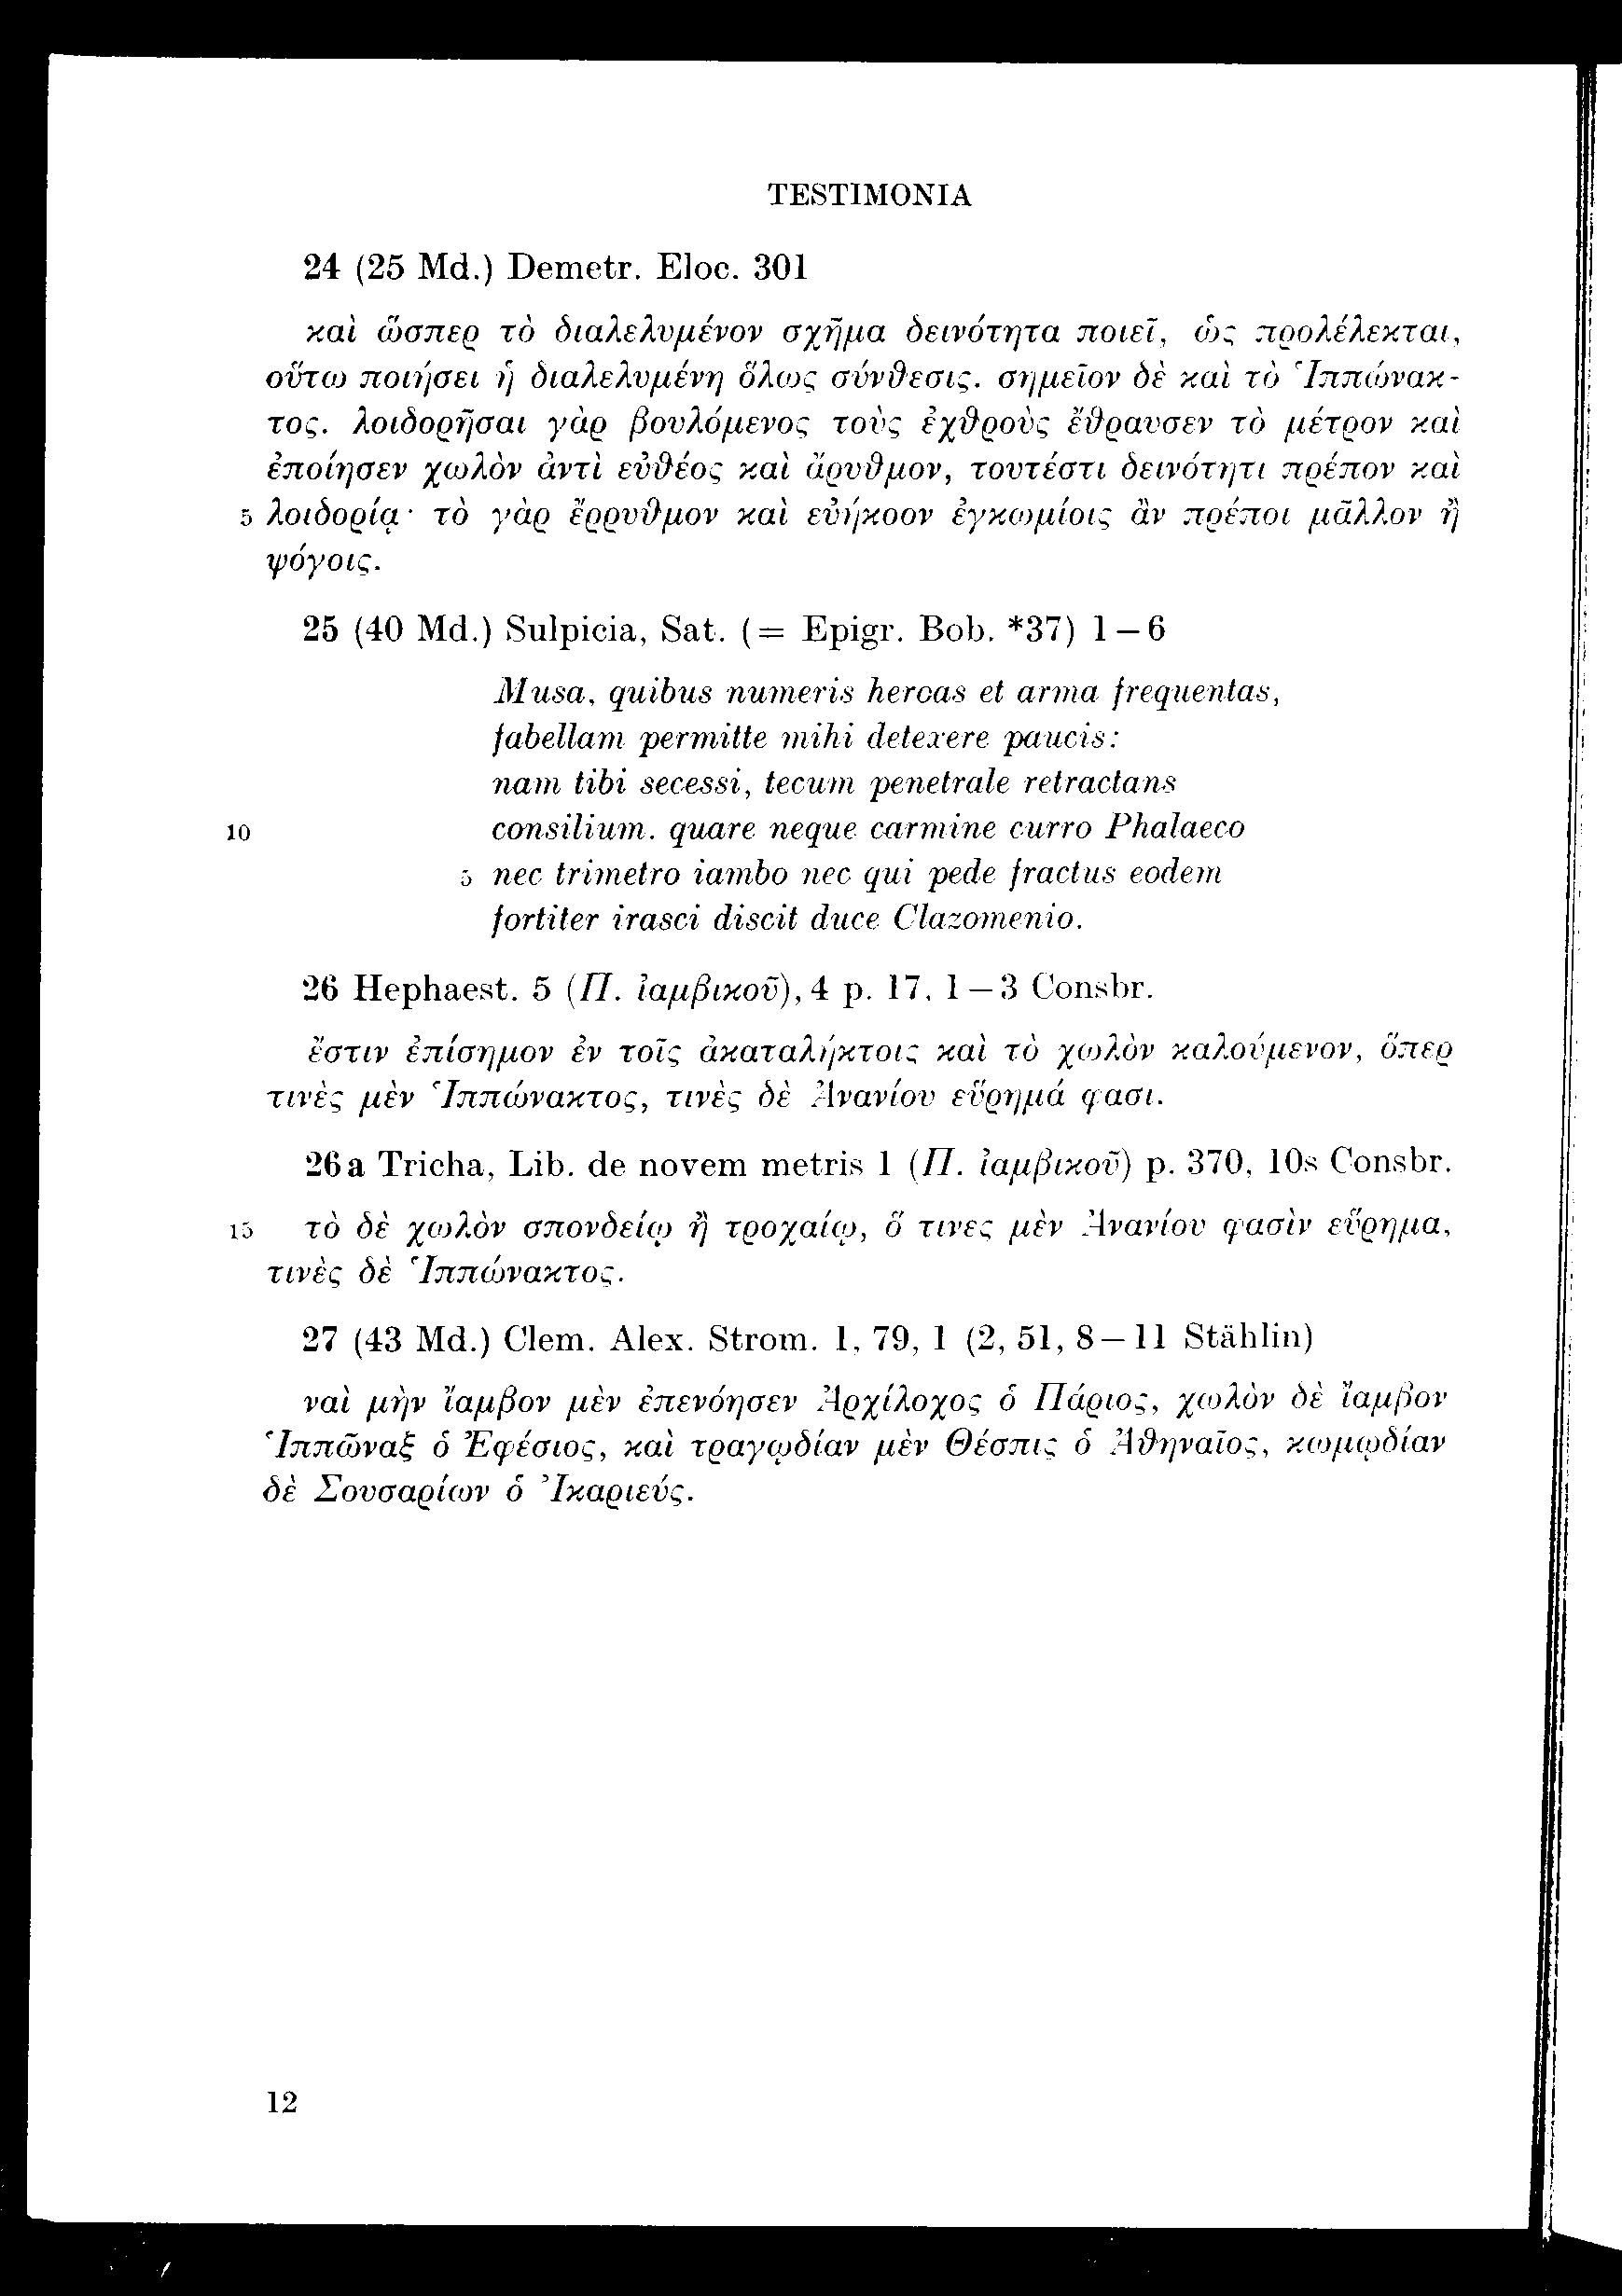 TESTIMONIA
24 (25 Md.) Demetr. Eloc. 301
καὶ ὥσπερ τὸ διαλελυμένον σχῆμα δεινότητα ποιεῖ, ὡς προλέλεκται,
οὕτω ποιήσει ἡ διαλελυμένη ὅλως σύνθεσις. σημεῖον δὲ καὶ τὸ Ἱππώνακ-
τος. λοιδορῆσαι γὰρ βουλόμενος τοὺς ἐχθροὺς ἔθραυσεν τὸ μέτρον καὶ
ἐποίησεν χωλὸν ἀντὶ εὐθέος καὶ ἄρυθμον, τουτέστι δεινότητι πρέπον καὶ
5 λοιδορίᾳ· τὸ γὰρ ἔρρυθμον καὶ εὐήκοον ἐγκωμίοις ἂν πρέποι μᾶλλον ἢ
ψόγοις.
25 (40 Md.) Sulpicia, Sat. (= Epigr. Bob. *37) 1–6
Musa, quibus numeris heroas et arma frequentas,
fabellam permitte mihi detexere paucis:
nam tibi secessi, tecum penetrale retractans
10 consilium. quare neque carmine curro Phalaeco
5 nec trimetro iambo nec qui pede fractus eodem
fortiter irasci discit duce Clazomenio.
26 Hephaest. 5 (Π. ἰαμβικοῦ), 4 p. 17, 1–3 Consbr.
ἔστιν ἐπίσημον ἐν τοῖς ἀκαταλήκτοις καὶ τὸ χωλὸν καλούμενον, ὅπερ
τινὲς μὲν Ἱππώνακτος, τινὲς δὲ Ἀνανίου εὕρημά φασι.
26a Tricha, Lib. de novem metris 1 (Π. ἰαμβικοῦ) p. 370, 10s Consbr.
15 τὸ δὲ χωλὸν σπονδείῳ ἢ τροχαίῳ, ὅ τινες μὲν Ἀνανίου φασὶν εὕρημα,
τινὲς δὲ Ἱππώνακτος.
27 (43 Md.) Clem. Alex. Strom. 1, 79, 1 (2, 51, 8–11 Stählin)
ναὶ μὴν ἴαμβον μὲν ἐπενόησεν Ἀρχίλοχος ὁ Πάριος, χωλὸν δὲ ἴαμβον
Ἱππῶναξ ὁ Ἐφέσιος, καὶ τραγῳδίαν μὲν Θέσπις ὁ Ἀθηναῖος, κωμῳδίαν
δὲ Σουσαρίων ὁ Ἰκαριεύς.
12